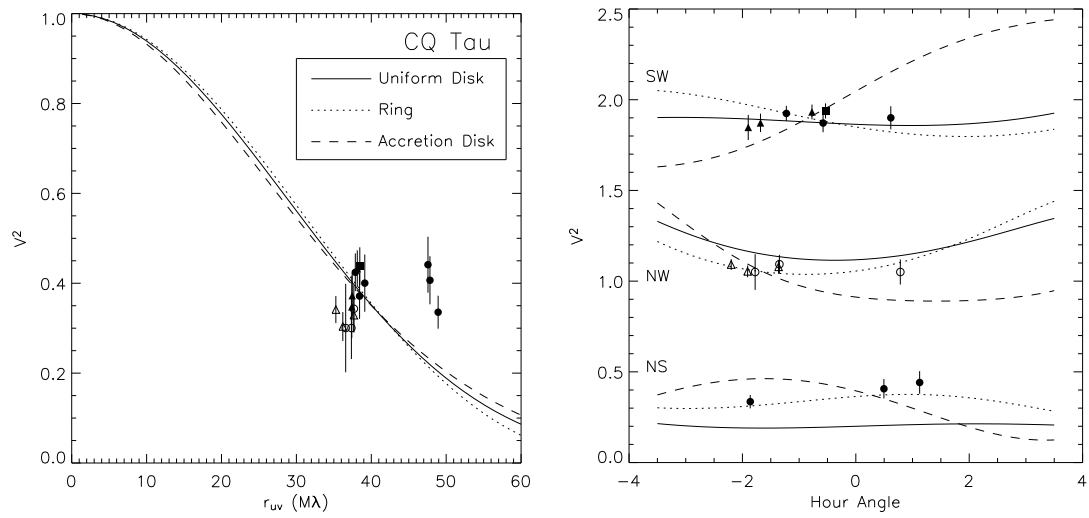 CQ Tau
Uniform Disk
Ring
Accretion Disk
V²
1.0
0.8
0.6
0.4
0.2
0.0
0 10 20 30 40 50 60
r_uv (Mλ)
2.5
2.0
1.5
1.0
0.5
0.0
V²
SW
NW
NS
−4 −2 0 2 4
Hour Angle